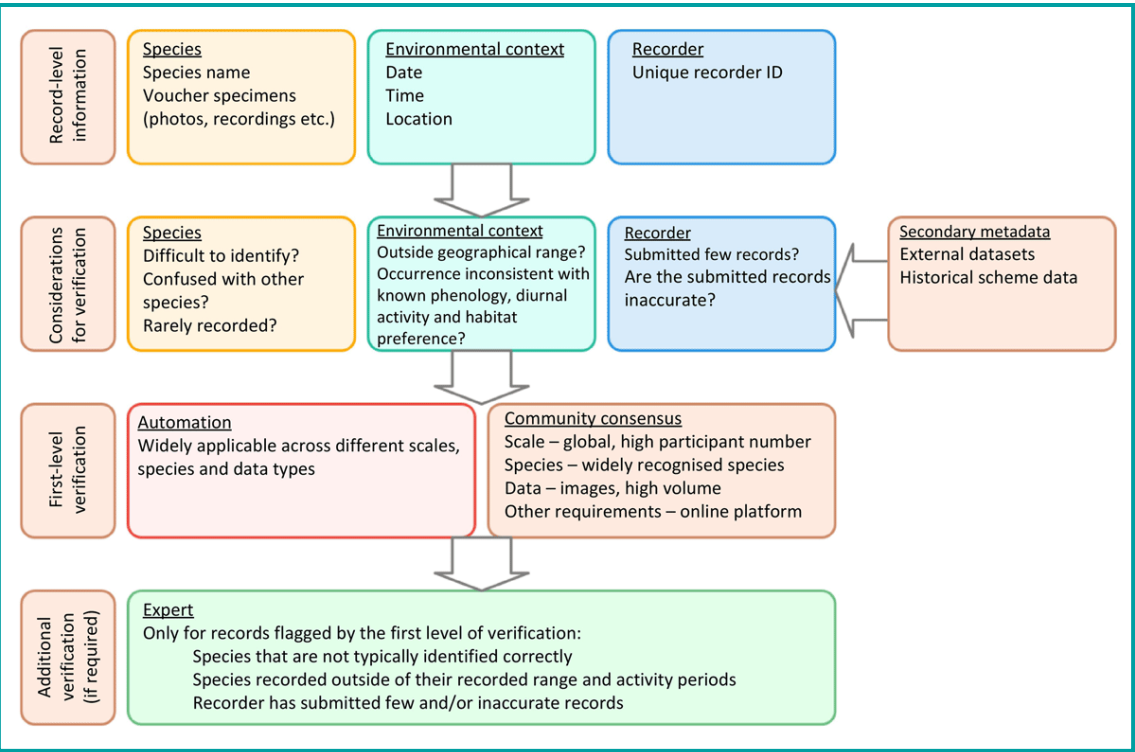 Record-level
information
Species
Species name
Voucher specimens
(photos, recordings etc.)
Environmental context
Date
Time
Location
Recorder
Unique recorder ID
Considerations
for verification
Species
Difficult to identify?
Confused with other
species?
Rarely recorded?
Environmental context
Outside geographical range?
Occurrence inconsistent with
known phenology, diurnal
activity and habitat
preference?
Recorder
Submitted few records?
Are the submitted records
inaccurate?
Secondary metadata
External datasets
Historical scheme data
First-level
verification
Automation
Widely applicable across different scales,
species and data types
Community consensus
Scale – global, high participant number
Species – widely recognised species
Data – images, high volume
Other requirements – online platform
Additional
verification
(if required)
Expert
Only for records flagged by the first level of verification:
Species that are not typically identified correctly
Species recorded outside of their recorded range and activity periods
Recorder has submitted few and/or inaccurate records